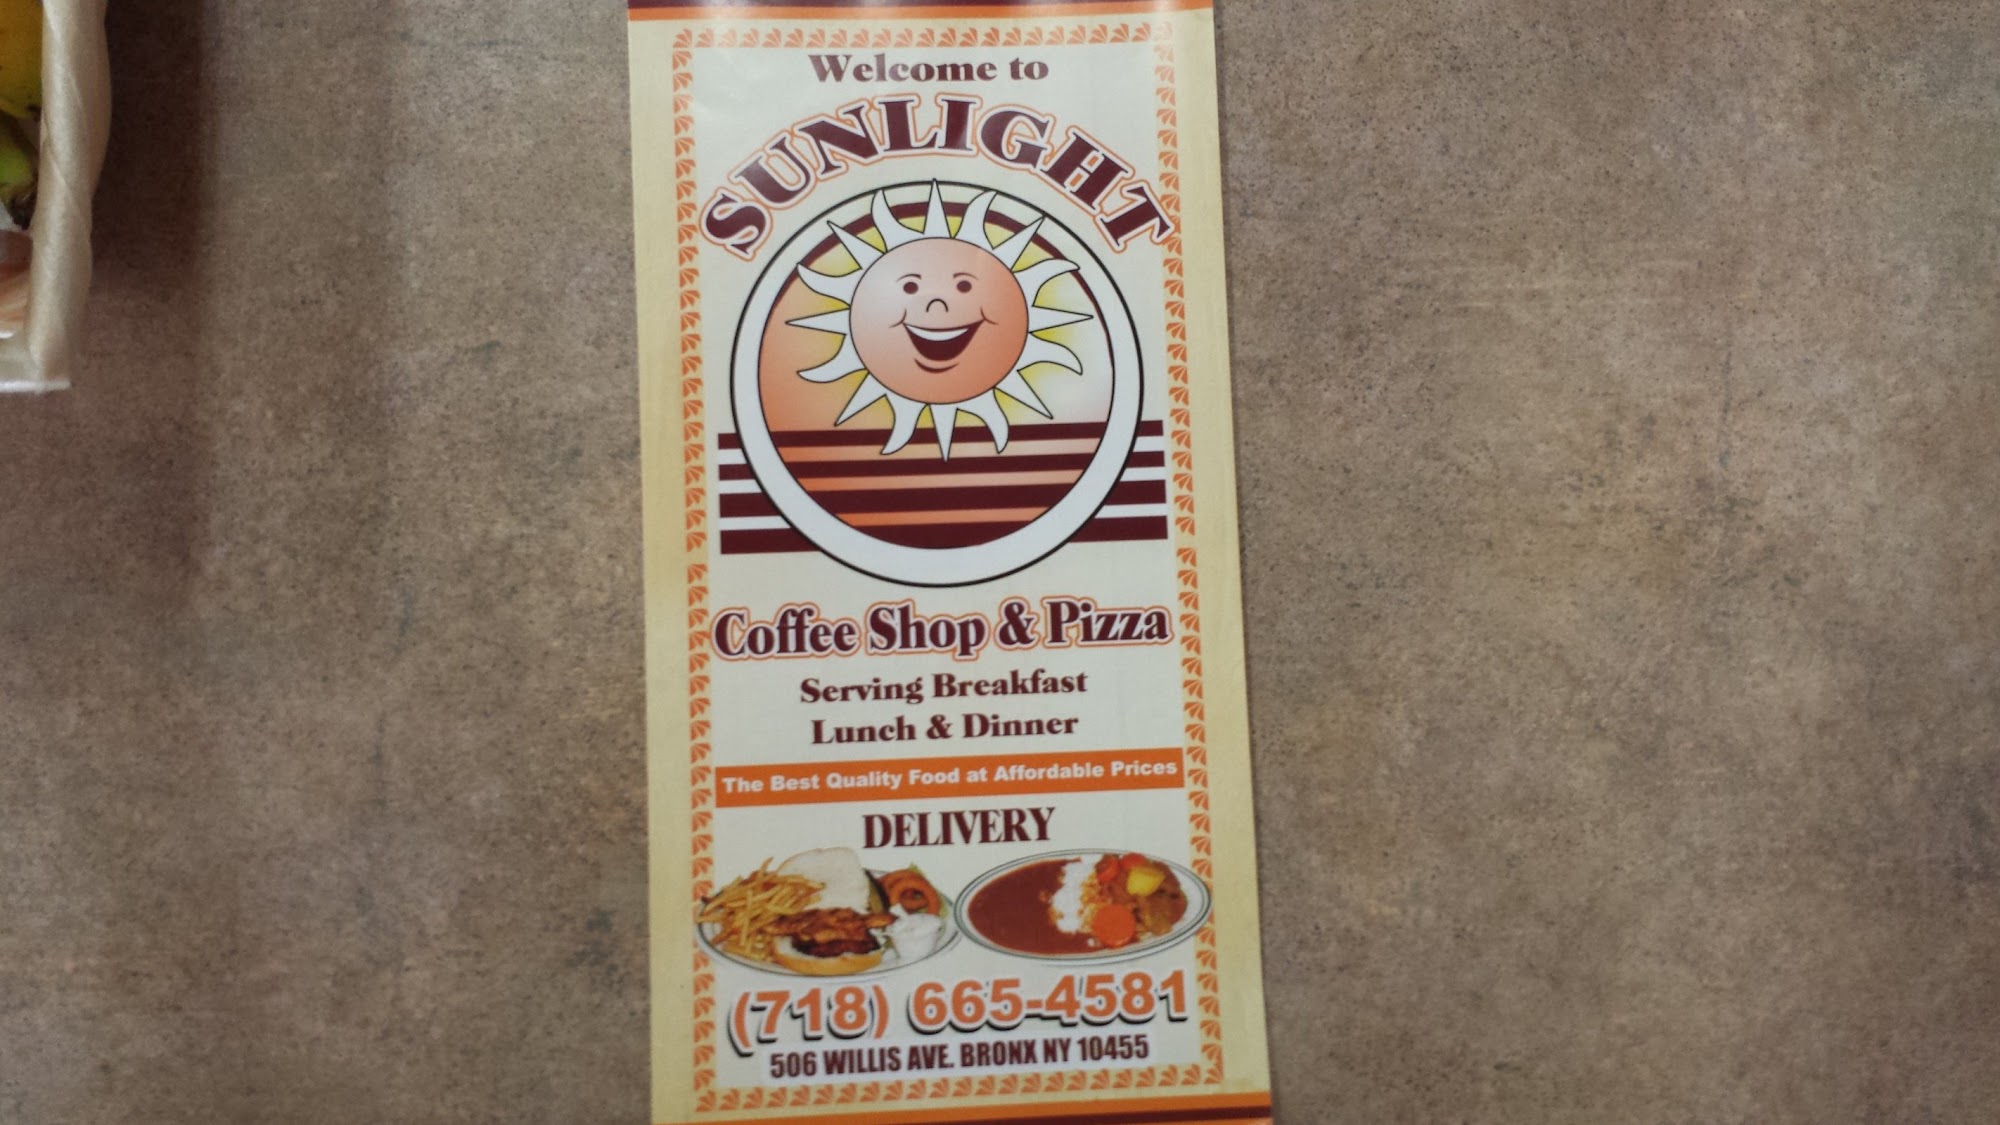 Welcome to
SUNLIGHT
Coffee Shop & Pizza
Serving Breakfast
Lunch & Dinner
The Best Quality Food at Affordable Prices
DELIVERY
(718) 665-4581
506 WILLIS AVE. BRONX NY 10455